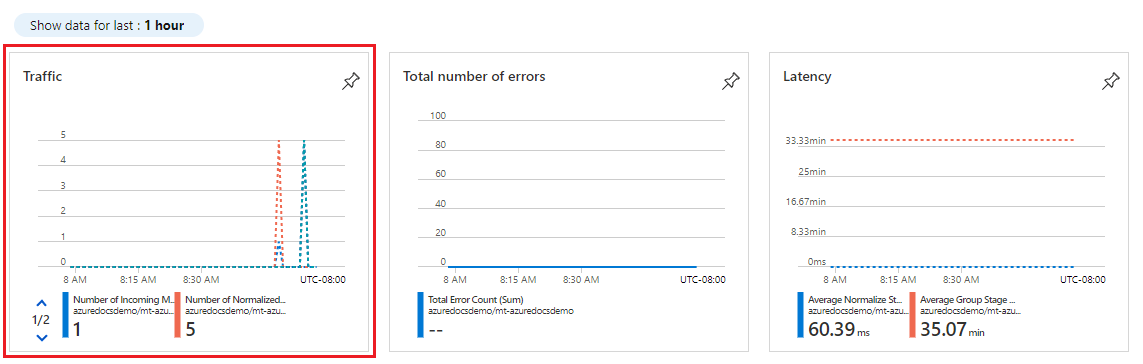 Show data for last : 1 hour
Traffic
5
4
3
2
1
0
8 AM 8:15 AM 8:30 AM UTC-08:00
1/2
Number of Incoming M...
azuredocsdemo/mt-azu...
1
Number of Normalized...
azuredocsdemo/mt-azu...
5
Total number of errors
100
80
60
40
20
0
8 AM 8:15 AM 8:30 AM UTC-08:00
Total Error Count (Sum)
azuredocsdemo/mt-azuredocsdemo
--
Latency
33.33min
25min
16.67min
8.33min
0ms
8 AM 8:15 AM 8:30 AM UTC-08:00
Average Normalize St...
azuredocsdemo/mt-azu...
60.39 ms
Average Group Stage ...
azuredocsdemo/mt-azu...
35.07 min